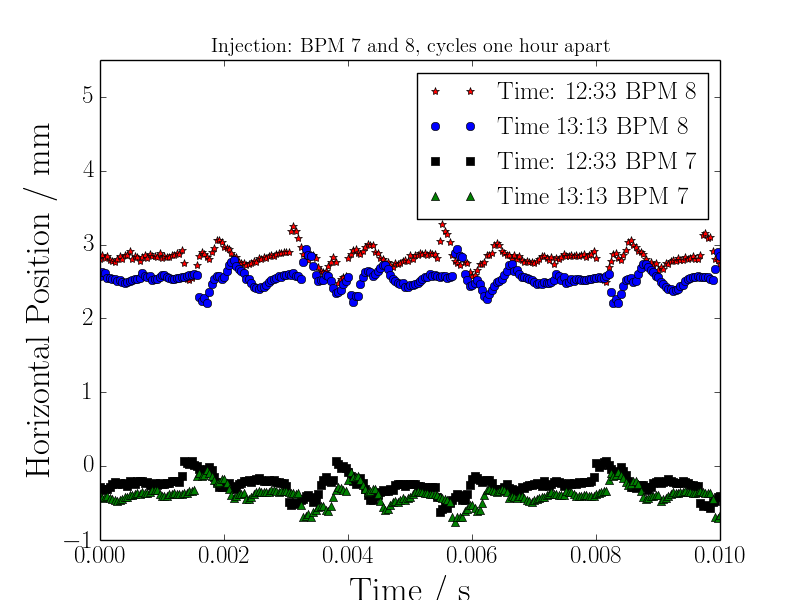 Injection: BPM 7 and 8, cycles one hour apart
Time: 12:33 BPM 8
Time 13:13 BPM 8
Time: 12:33 BPM 7
Time 13:13 BPM 7
Horizontal Position / mm
5
4
3
2
1
0
−1
0.000 0.002 0.004 0.006 0.008 0.010
Time / s